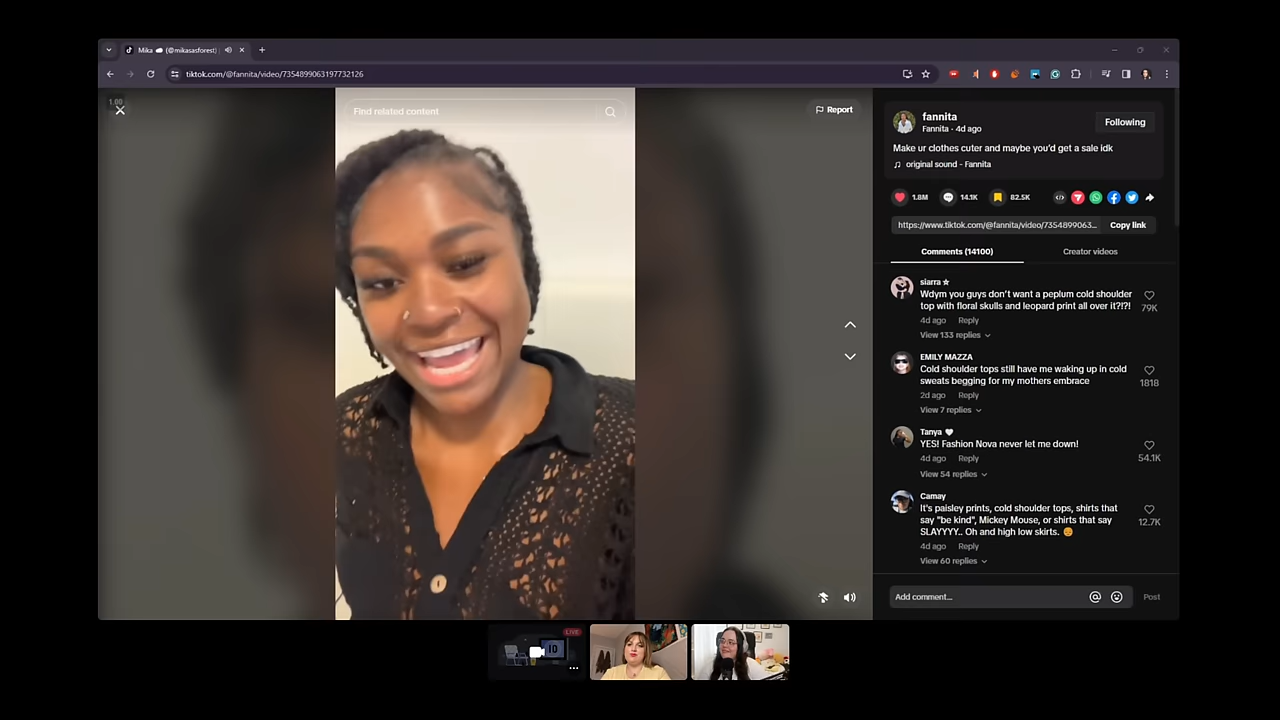 Mika ☁ (@mikasasforest)
tiktok.com/@fannita/video/7354899063197732126
1.00
Find related content
Report
fannita
Fannita · 4d ago
Following
Make ur clothes cuter and maybe you'd get a sale idk
♫ original sound - Fannita
1.8M
14.1K
82.5K
https://www.tiktok.com/@fannita/video/7354899063...
Copy link
Comments (14100)
Creator videos
siarra ☆
Wdym you guys don't want a peplum cold shoulder
top with floral skulls and leopard print all over it?!?!
79K
4d ago Reply
View 133 replies
EMILY MAZZA
Cold shoulder tops still have me waking up in cold
sweats begging for my mothers embrace
1818
2d ago Reply
View 7 replies
Tanya 🤍
YES! Fashion Nova never let me down!
54.1K
4d ago Reply
View 54 replies
Camay
It's paisley prints, cold shoulder tops, shirts that
say "be kind", Mickey Mouse, or shirts that say
SLAYYYY.. Oh and high low skirts. 😔
12.7K
4d ago Reply
View 60 replies
Add comment...
Post
LIVE
10